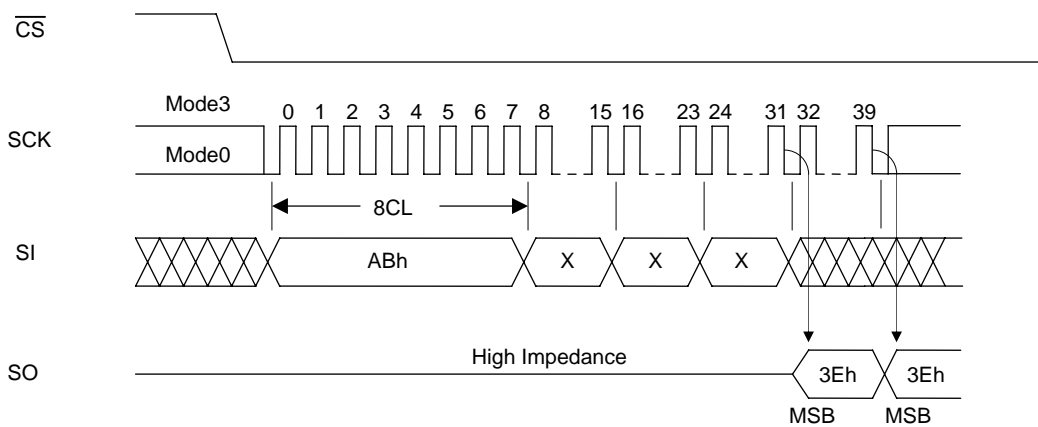 CS
Mode3
0 1 2 3 4 5 6 7 8 15 16 23 24 31 32 39
SCK
Mode0
8CL
SI
ABh X X X
High Impedance
SO
3Eh 3Eh
MSB MSB